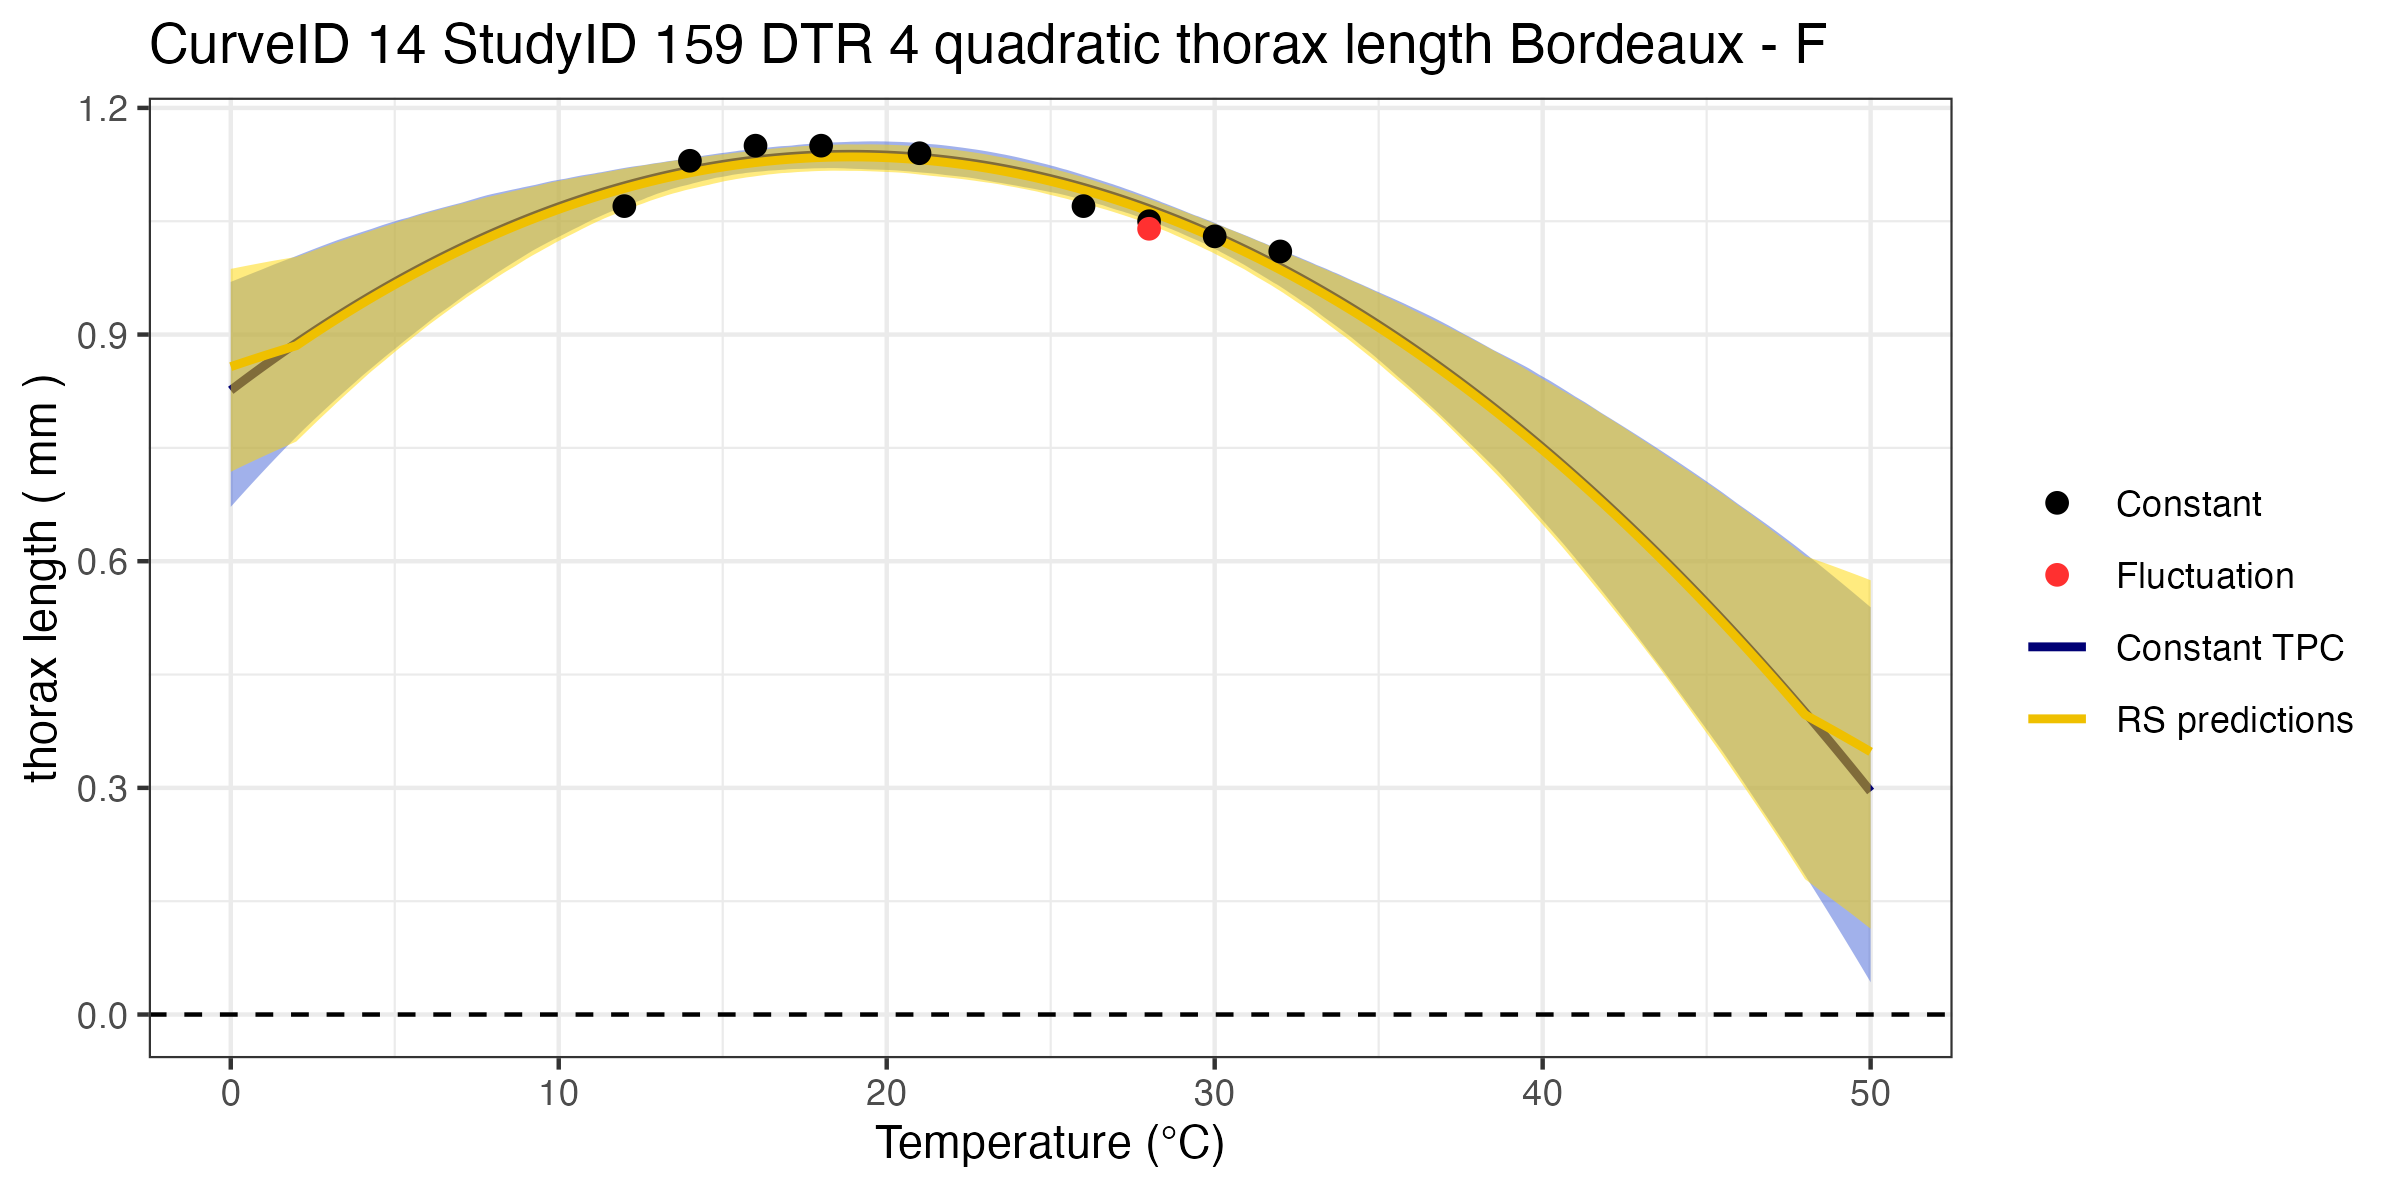 CurveID 14 StudyID 159 DTR 4 quadratic thorax length Bordeaux - F
thorax length ( mm )
1.2
0.9
0.6
0.3
0.0
0 10 20 30 40 50
Temperature (°C)
Constant
Fluctuation
Constant TPC
RS predictions